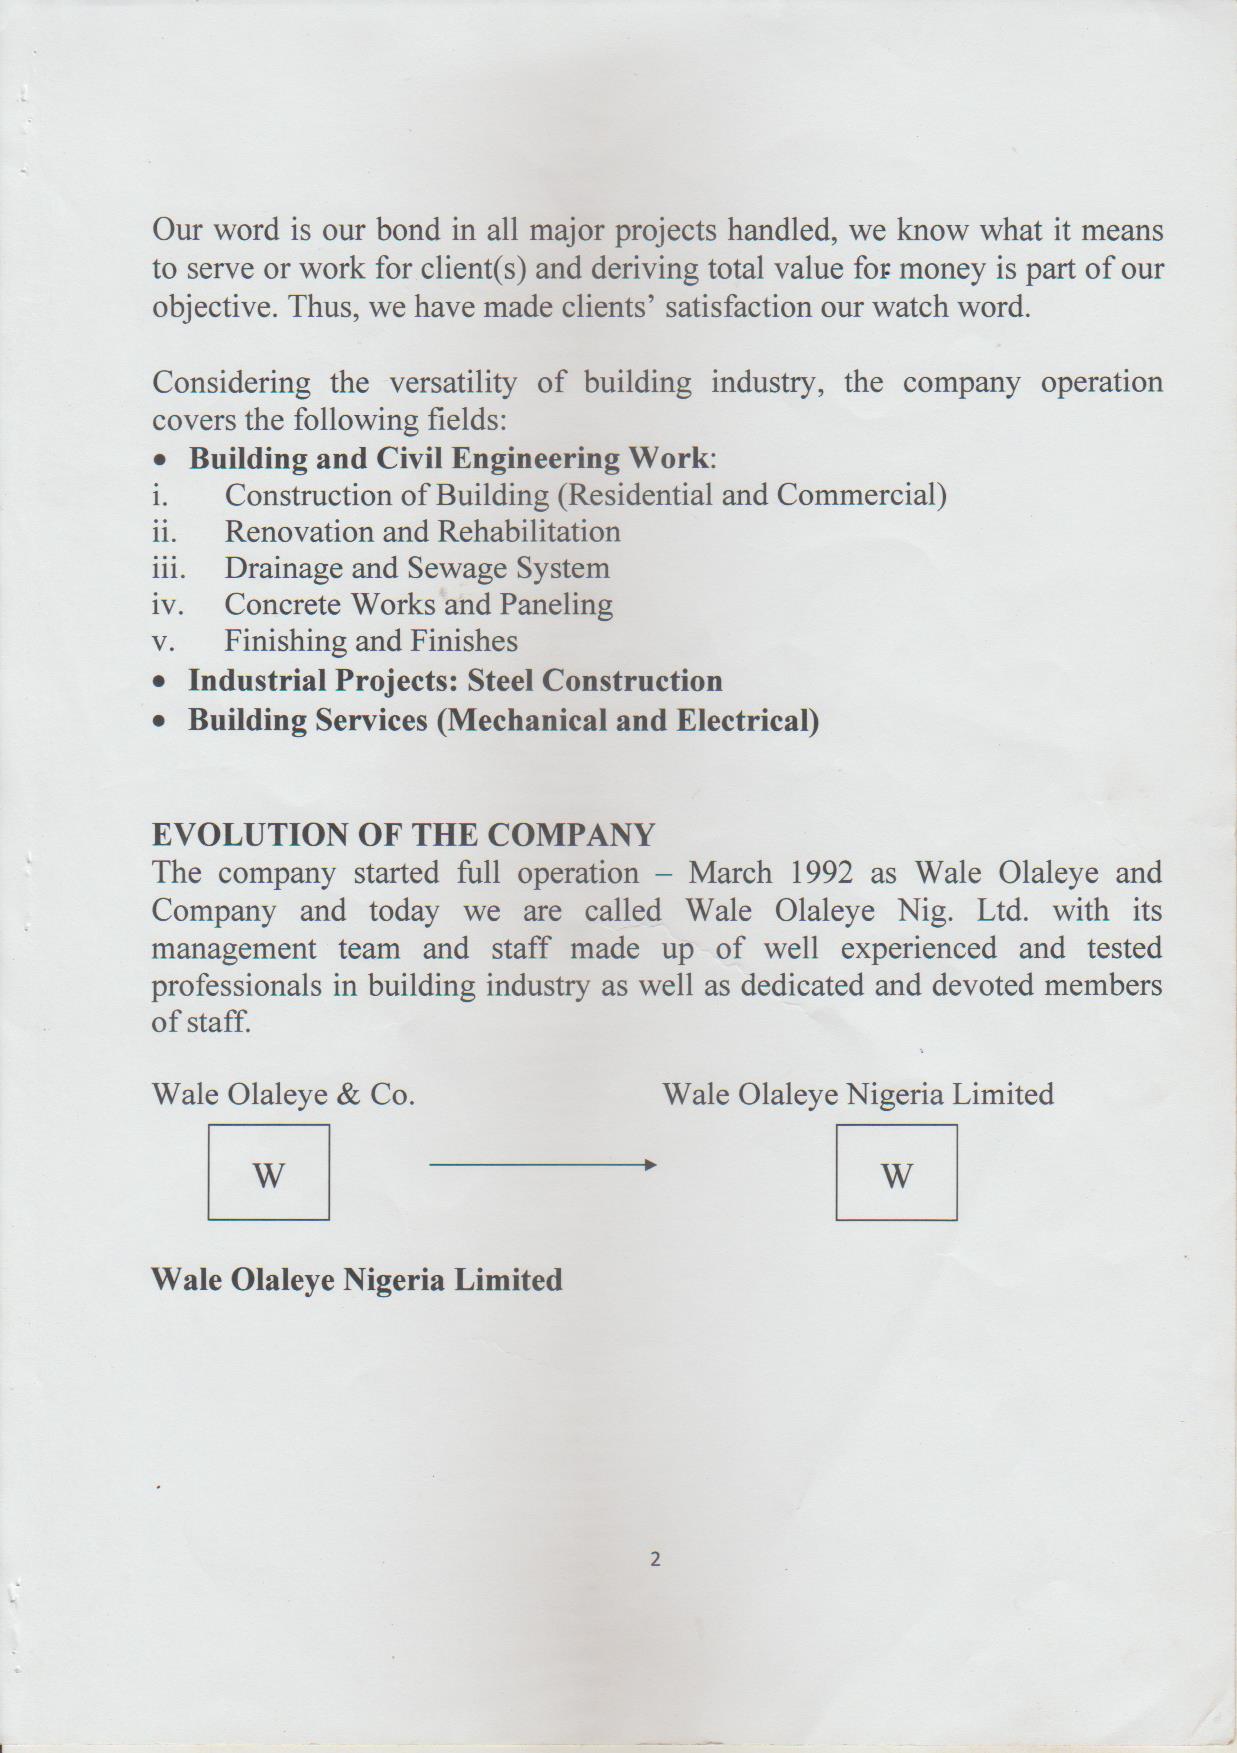 Our word is our bond in all major projects handled, we know what it means
to serve or work for client(s) and deriving total value for money is part of our
objective. Thus, we have made clients’ satisfaction our watch word.
Considering the versatility of building industry, the company operation
covers the following fields:
• Building and Civil Engineering Work:
i. Construction of Building (Residential and Commercial)
ii. Renovation and Rehabilitation
iii. Drainage and Sewage System
iv. Concrete Works and Paneling
v. Finishing and Finishes
• Industrial Projects: Steel Construction
• Building Services (Mechanical and Electrical)
EVOLUTION OF THE COMPANY
The company started full operation – March 1992 as Wale Olaleye and
Company and today we are called Wale Olaleye Nig. Ltd. with its
management team and staff made up of well experienced and tested
professionals in building industry as well as dedicated and devoted members
of staff.
Wale Olaleye & Co. Wale Olaleye Nigeria Limited
W W
Wale Olaleye Nigeria Limited
2